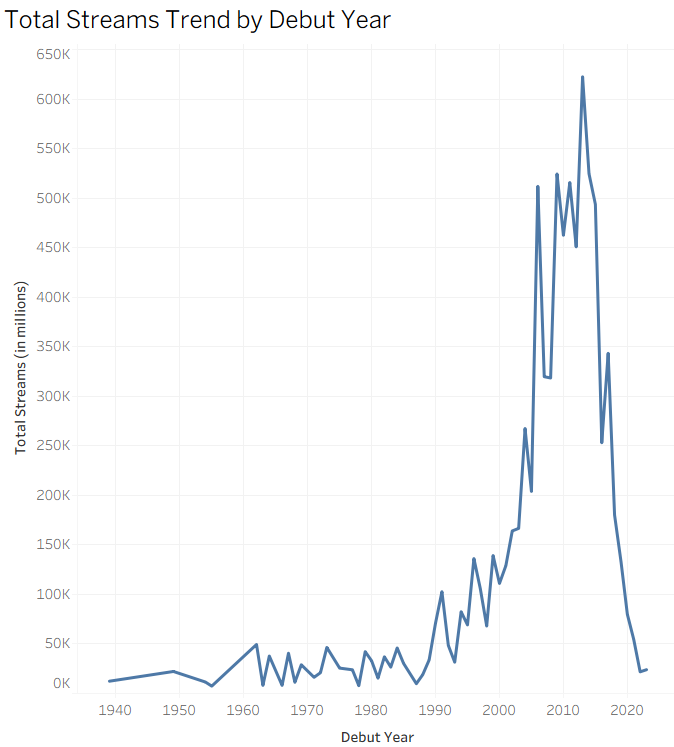 Total Streams Trend by Debut Year
650K
600K
550K
500K
450K
400K
350K
300K
250K
200K
150K
100K
50K
0K
Total Streams (in millions)
1940 1950 1960 1970 1980 1990 2000 2010 2020
Debut Year